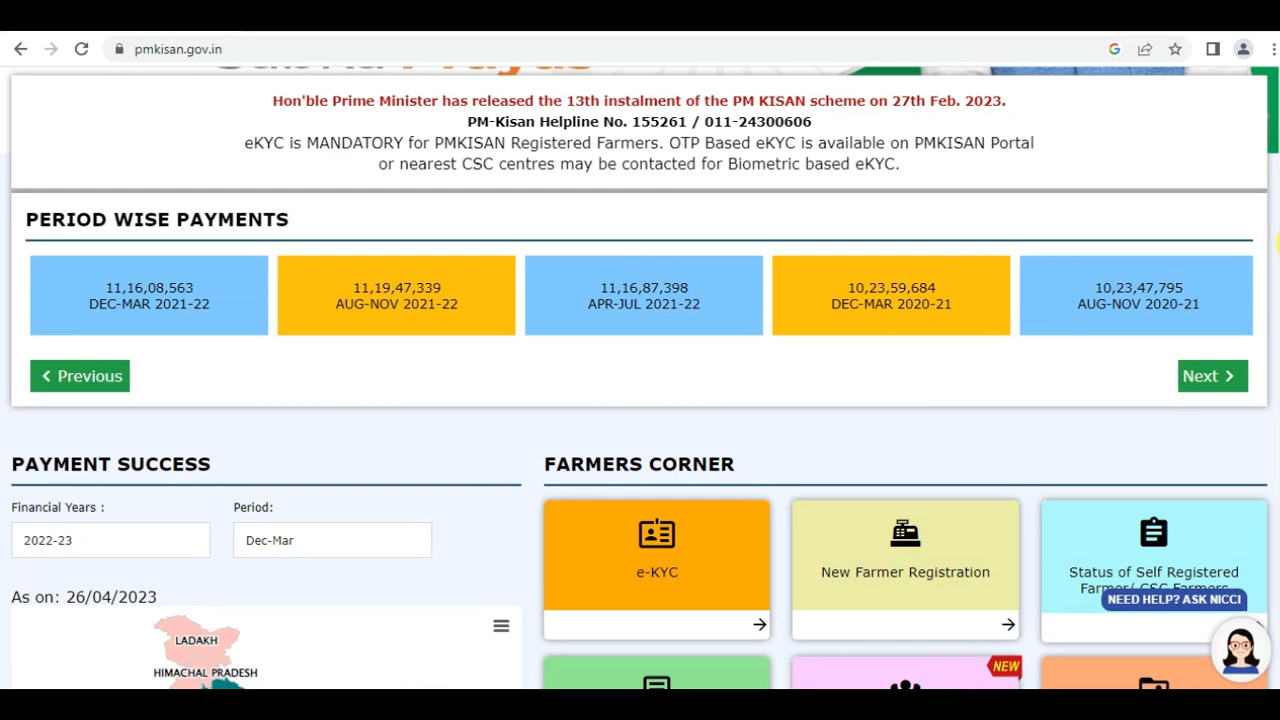 pmkisan.gov.in
Hon'ble Prime Minister has released the 13th instalment of the PM KISAN scheme on 27th Feb. 2023.
PM-Kisan Helpline No. 155261 / 011-24300606
eKYC is MANDATORY for PMKISAN Registered Farmers. OTP Based eKYC is available on PMKISAN Portal
or nearest CSC centres may be contacted for Biometric based eKYC.
PERIOD WISE PAYMENTS
11,16,08,563
DEC-MAR 2021-22
11,19,47,339
AUG-NOV 2021-22
11,16,87,398
APR-JUL 2021-22
10,23,59,684
DEC-MAR 2020-21
10,23,47,795
AUG-NOV 2020-21
Previous
Next
PAYMENT SUCCESS
Financial Years :
Period:
2022-23
Dec-Mar
As on: 26/04/2023
LADAKH
HIMACHAL PRADESH
FARMERS CORNER
e-KYC
New Farmer Registration
Status of Self Registered
Farmer/ CSC Farmers
NEED HELP? ASK NICCI
NEW